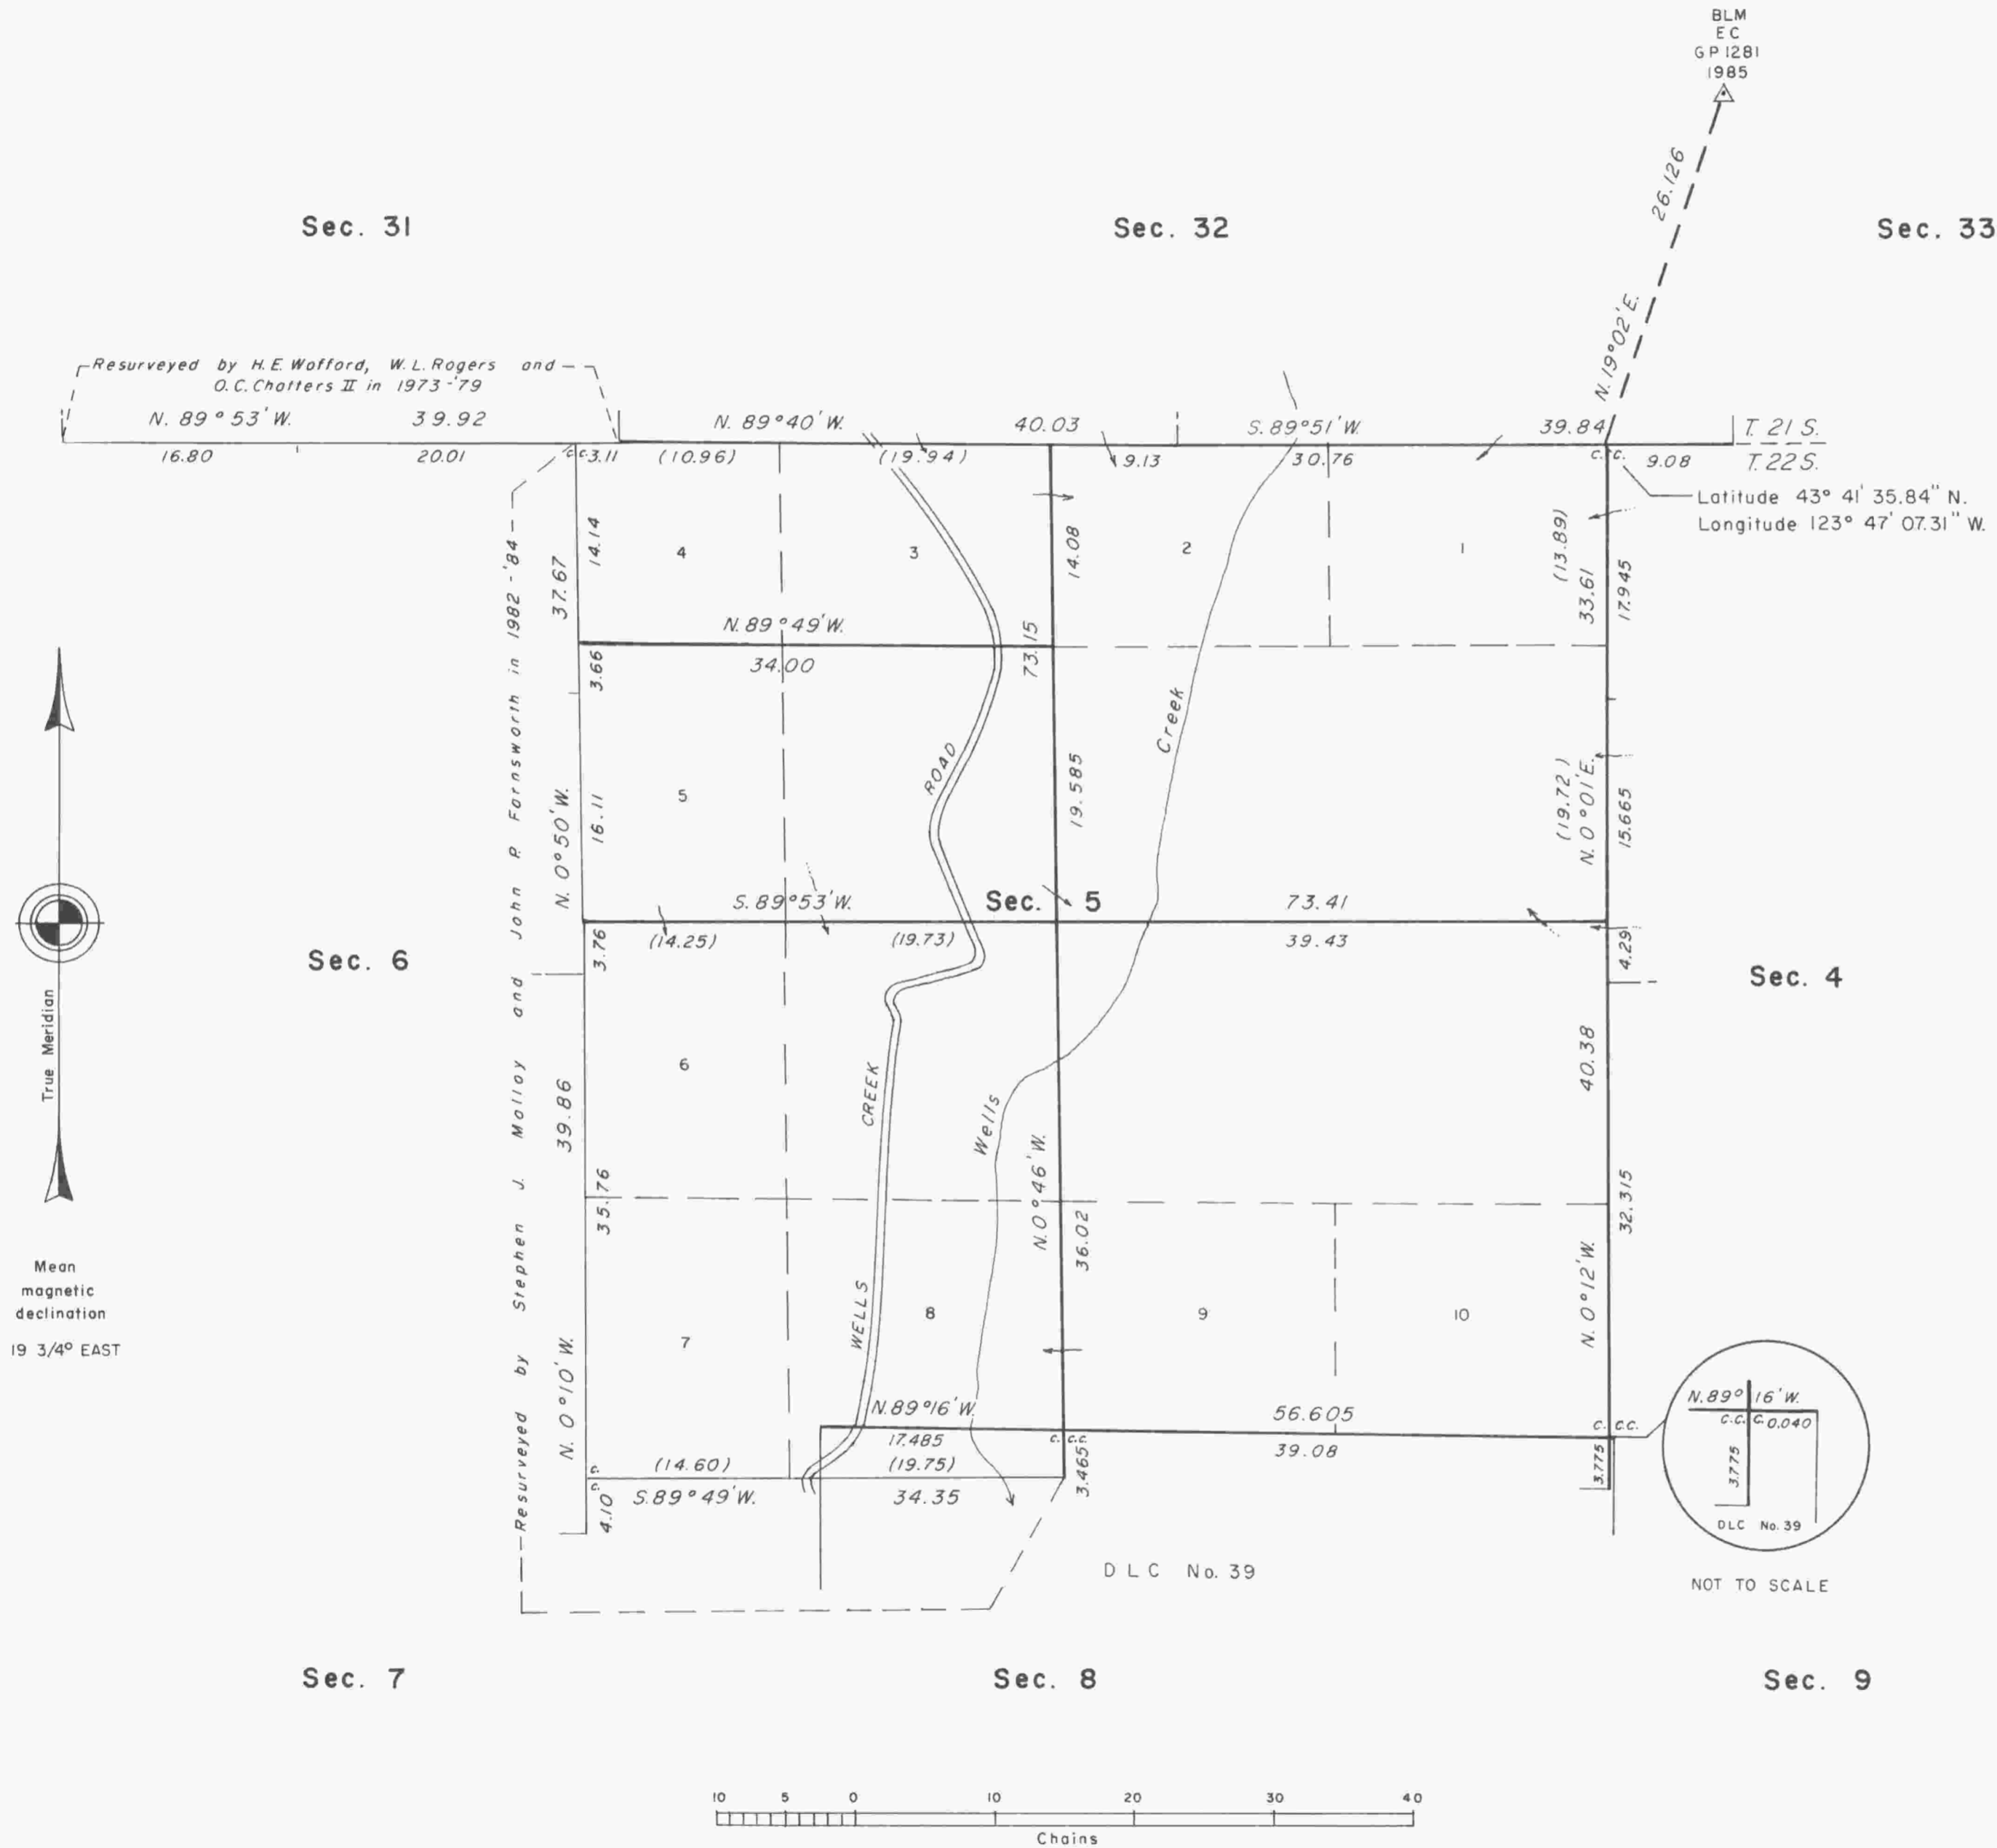 BLM
EC
GP 1281
1985
26.126
N. 19° 02' E.
Sec. 31
Sec. 32
Sec. 33
Resurveyed by H. E. Wofford, W. L. Rogers and
O. C. Chatters II in 1973-'79
N. 89° 53' W. 39.92
N. 89° 40' W. 40.03
S. 89° 51' W. 39.84
T. 21 S.
16.80
20.01
c.c.
3.11
(10.96)
(19.94)
9.13
30.76
c. c.
9.08
T. 22 S.
Latitude 43° 41' 35.84" N.
Longitude 123° 47' 07.31" W.
Resurveyed by Stephen J. Malloy and John P. Farnsworth in 1982-'84
37.67
14.14
4
3
14.08
2
1
(13.89)
33.61
17.945
N. 89° 49' W.
34.00
3.66
73.15
N. 0° 50' W.
16.11
5
ROAD
19.585
Creek
(19.72)
N. 0° 01' E.
15.665
S. 89° 53' W.
Sec. 5
73.41
(14.25)
(19.73)
39.43
3.76
4.29
Sec. 6
Sec. 4
True Meridian
39.86
6
CREEK
Wells
40.38
35.76
N. 0° 46' W.
36.02
32.315
Mean
magnetic
declination
19 3/4° EAST
N. 0° 10' W.
7
WELLS
8
9
10
N. 0° 12' W.
N. 89° 16' W.
56.605
17.485
c. c.c.
39.08
c. c.c.
c.
(14.60)
(19.75)
3.465
3.775
c.
S. 89° 49' W.
34.35
4.10
N. 89° 16' W.
c.c. c. 0.040
3.775
DLC No. 39
DLC No. 39
NOT TO SCALE
Sec. 7
Sec. 8
Sec. 9
10 5 0 10 20 30 40
Chains